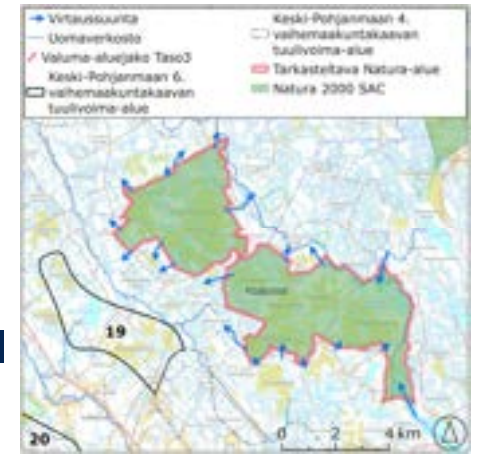 Virtaussuunta
Uomaverkosto
Valuma-aluejako Taso3
Keski-Pohjanmaan 6.
vaihemaakuntakaavan
tuulivoima-alue
Keski-Pohjanmaan 4.
vaihemaakuntakaavan
tuulivoima-alue
Tarkasteltava Natura-alue
Natura 2000 SAC
19
20
0 2 4 km